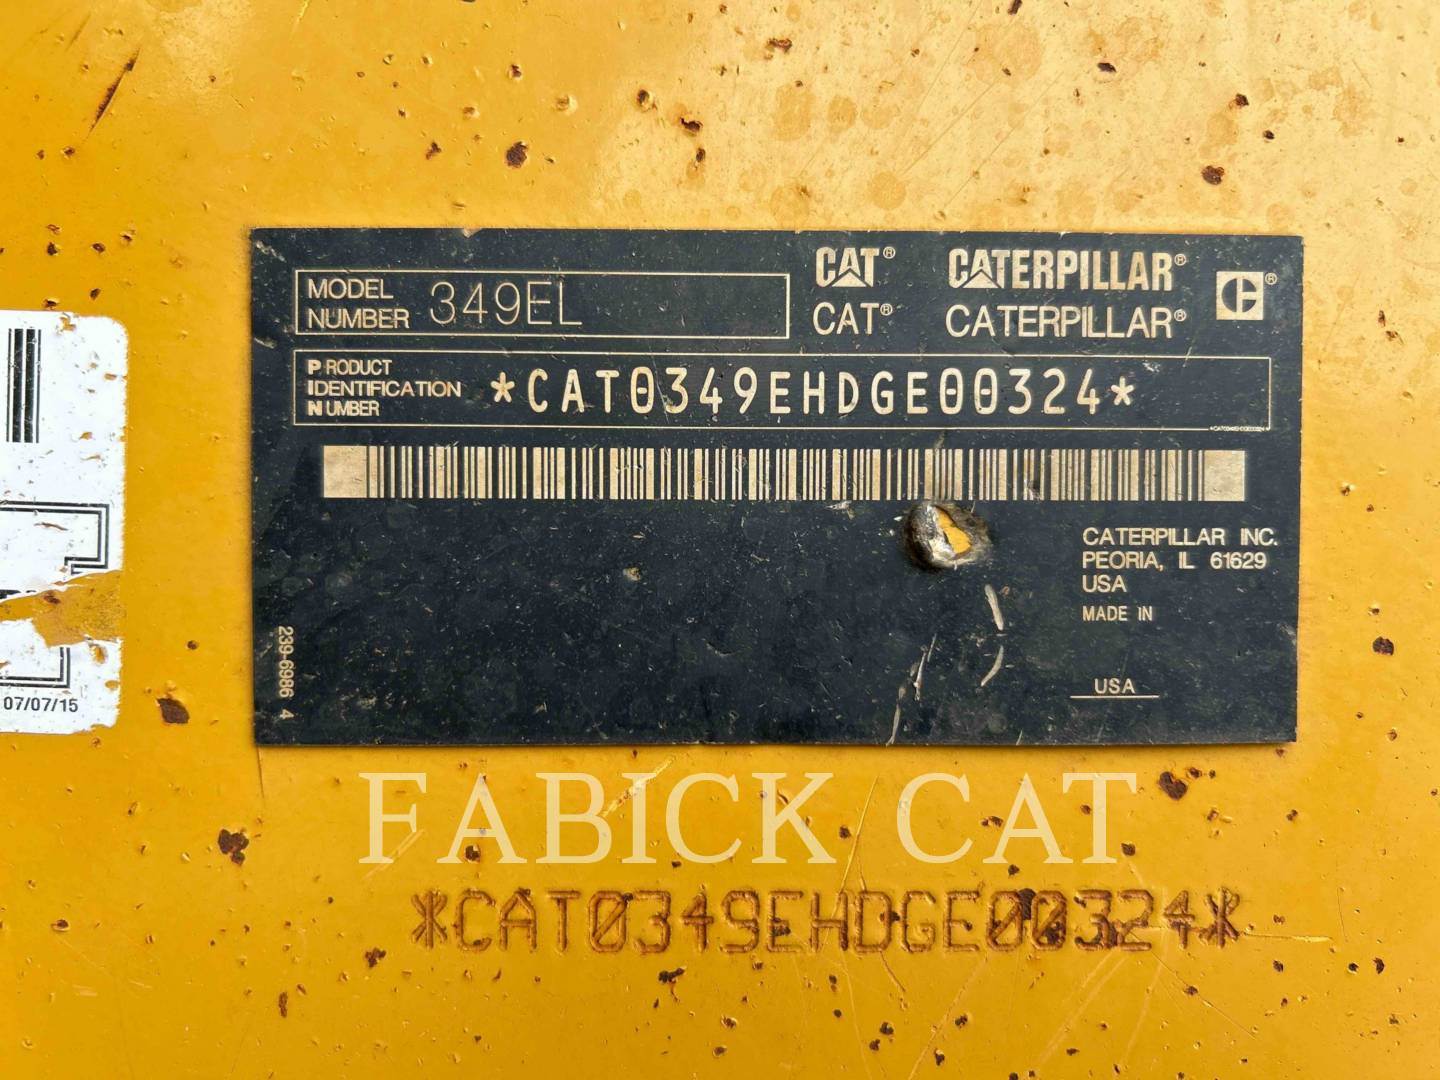 MODEL NUMBER 349EL
CAT® CATERPILLAR®
CAT® CATERPILLAR®
PRODUCT
IDENTIFICATION
NUMBER
*CAT0349EHDGE00324*
*CAT0349EHDGE00324*
CATERPILLAR INC.
PEORIA, IL 61629
USA
MADE IN
USA
239-6986 4
07/07/15
FABICK CAT
*CAT0349EHDGE00324*